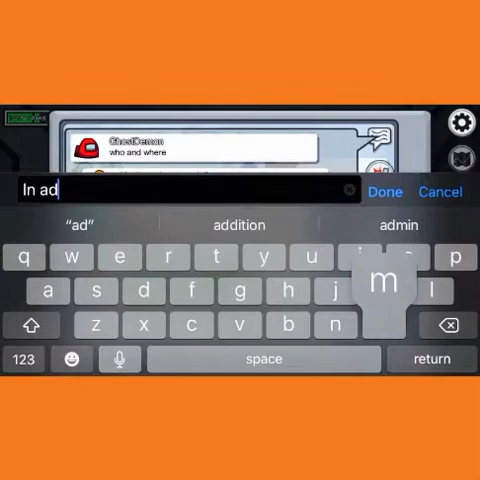 GhostDemon
who and where
In ad
Done
Cancel
"ad"
addition
admin
q w e r t y u p
a s d f g h j l
m
z x c v b n
123
space
return